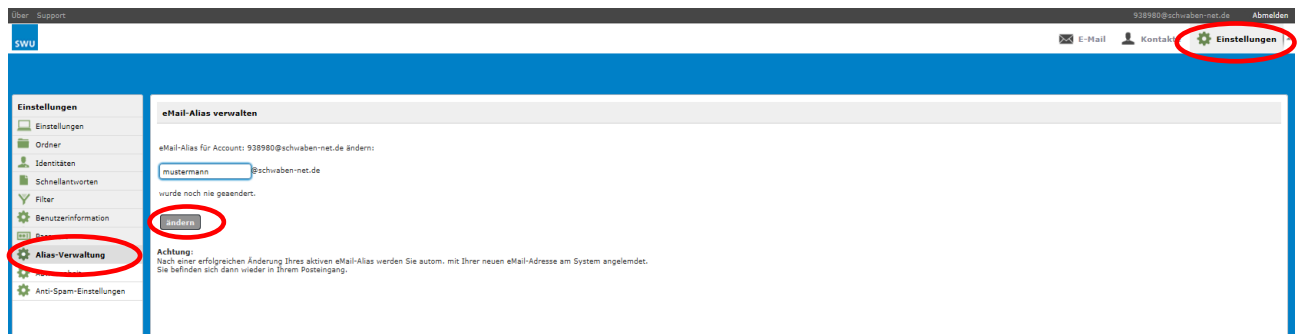 Über Support
938980@schwaben-net.de Abmelden
SWU
E-Mail Kontakt Einstellungen
Einstellungen
Einstellungen
Ordner
Identitäten
Schnellantworten
Filter
Benutzerinformation
Alias-Verwaltung
Anti-Spam-Einstellungen
eMail-Alias verwalten
eMail-Alias für Account: 938980@schwaben-net.de ändern:
mustermann @schwaben-net.de
wurde noch nie geaendert.
ändern
Achtung:
Nach einer erfolgreichen Änderung Ihres aktiven eMail-Alias werden Sie autom. mit Ihrer neuen eMail-Adresse am System angelemdet.
Sie befinden sich dann wieder in Ihrem Posteingang.